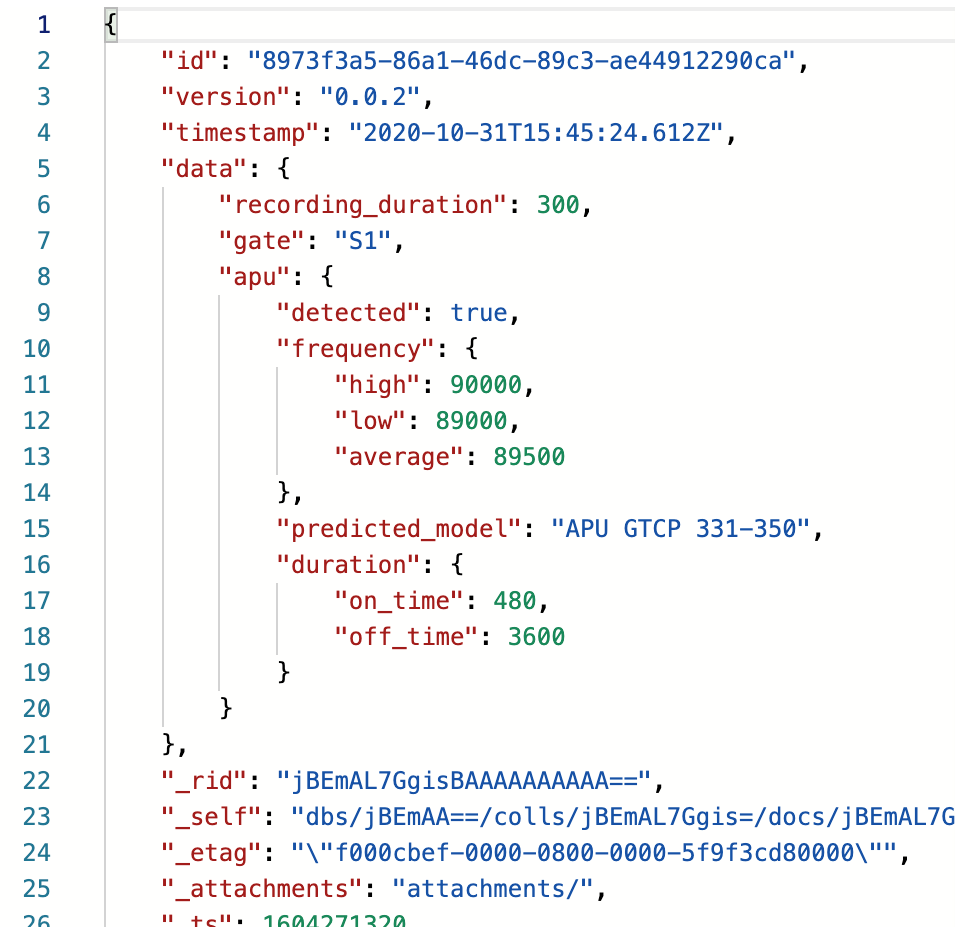 1 {
2 "id": "8973f3a5-86a1-46dc-89c3-ae44912290ca",
3 "version": "0.0.2",
4 "timestamp": "2020-10-31T15:45:24.612Z",
5 "data": {
6 "recording_duration": 300,
7 "gate": "S1",
8 "apu": {
9 "detected": true,
10 "frequency": {
11 "high": 90000,
12 "low": 89000,
13 "average": 89500
14 },
15 "predicted_model": "APU GTCP 331-350",
16 "duration": {
17 "on_time": 480,
18 "off_time": 3600
19 }
20 }
21 },
22 "_rid": "jBEmAL7GgisBAAAAAAAAAA==",
23 "_self": "dbs/jBEmAA==/colls/jBEmAL7Ggis=/docs/jBEmAL7G
24 "_etag": "\"f000cbef-0000-0800-0000-5f9f3cd80000\"",
25 "_attachments": "attachments/",
26 "_ts": 1604271320